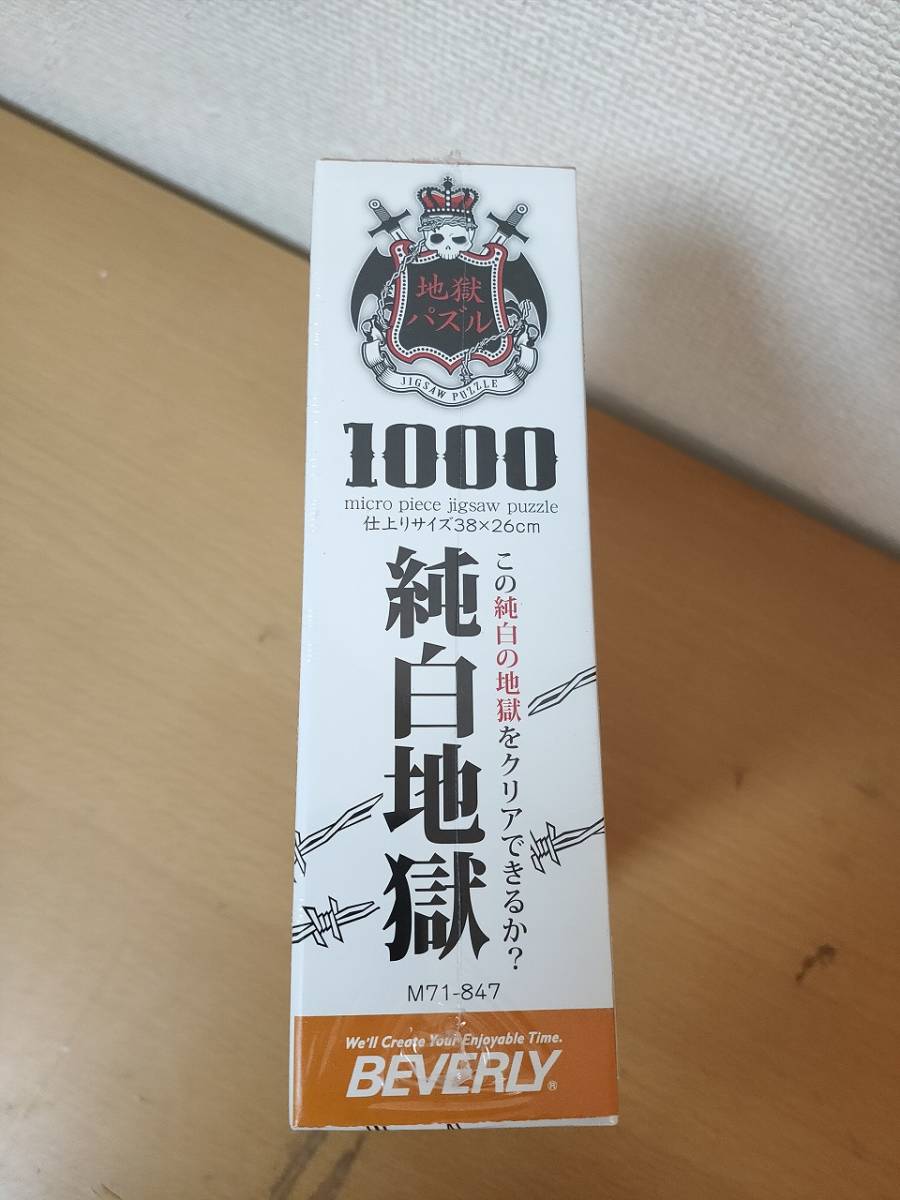 地獄
パズル
JIGSAW PUZZLE
1000
micro piece jigsaw puzzle
仕上りサイズ38×26cm
この純白の地獄をクリアできるか?
純白地獄
M71-847
We'll Create Your Enjoyable Time.
BEVERLY®